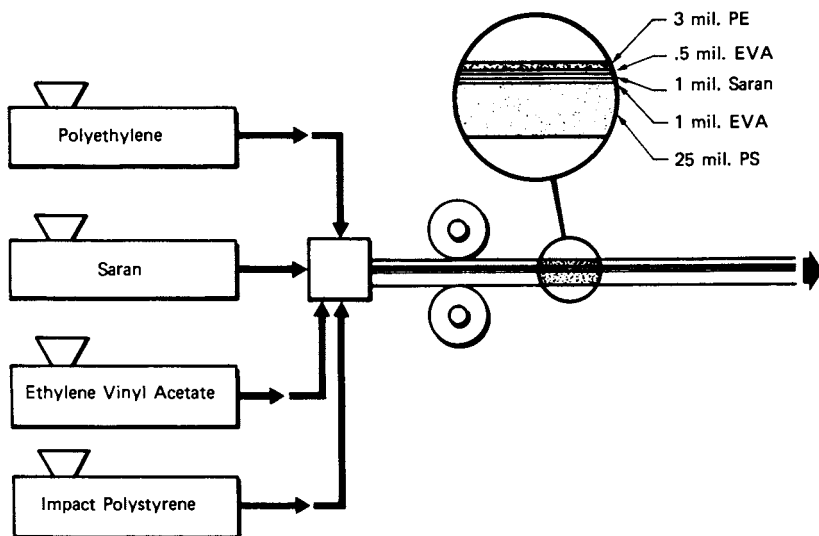 3 mil. PE
.5 mil. EVA
1 mil. Saran
1 mil. EVA
25 mil. PS
Polyethylene
Saran
Ethylene Vinyl Acetate
Impact Polystyrene